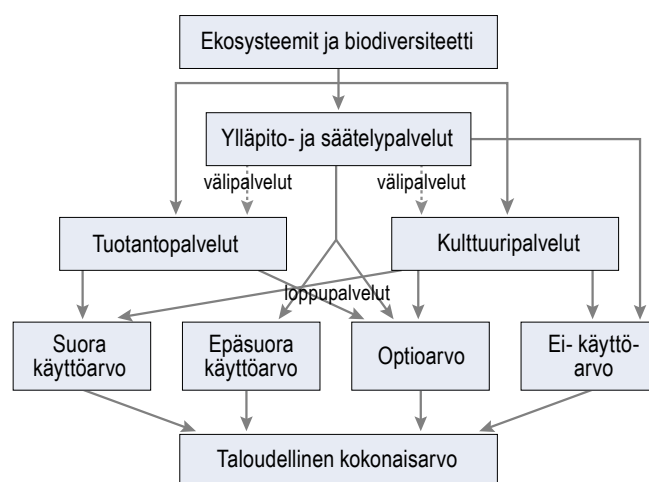 Ekosysteemit ja biodiversiteetti
Ylläpito- ja säätelypalvelut
välipalvelut
välipalvelut
Tuotantopalvelut
Kulttuuripalvelut
loppupalvelut
Suora
käyttöarvo
Epäsuora
käyttöarvo
Optioarvo
Ei- käyttö-
arvo
Taloudellinen kokonaisarvo